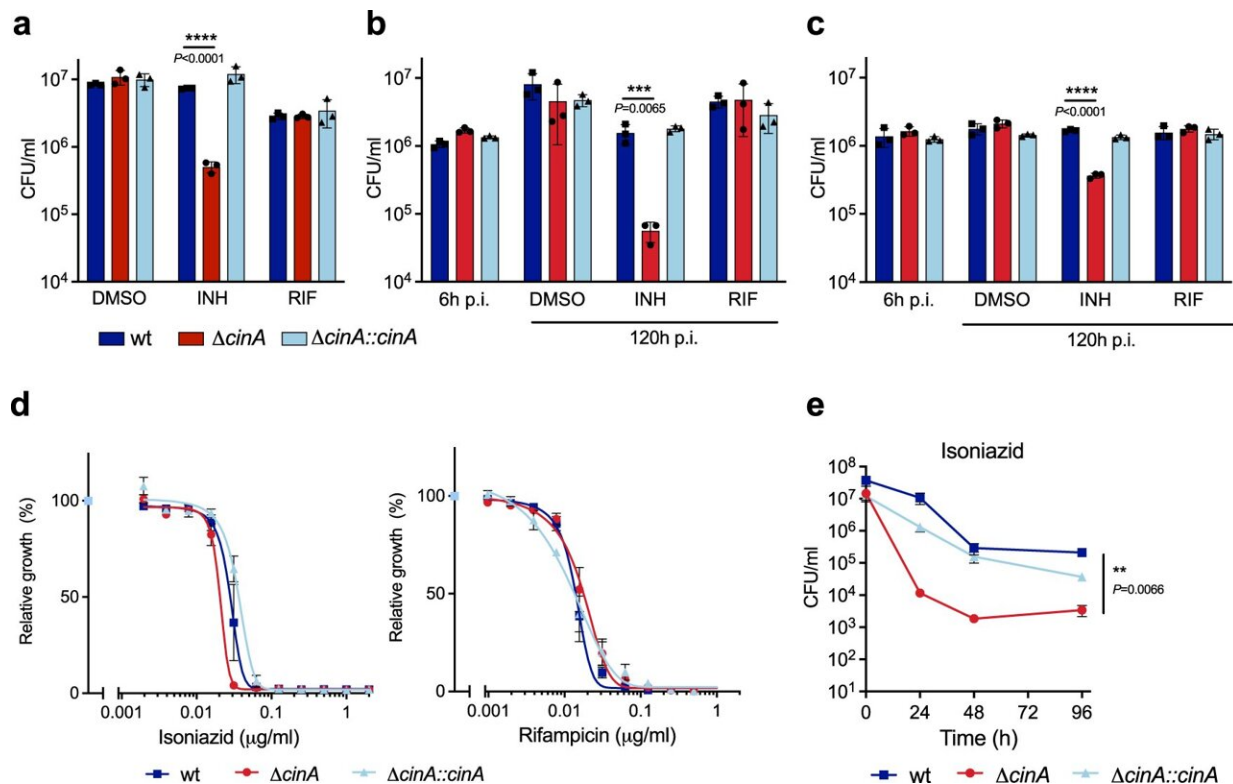 a
b
c
CFU/ml
10⁷
10⁶
10⁵
10⁴
****
P<0.0001
DMSO
INH
RIF
wt
ΔcinA
ΔcinA::cinA
CFU/ml
10⁷
10⁶
10⁵
10⁴
***
P=0.0065
6h p.i.
DMSO
INH
RIF
120h p.i.
CFU/ml
10⁷
10⁶
10⁵
10⁴
****
P<0.0001
6h p.i.
DMSO
INH
RIF
120h p.i.
d
e
Relative growth (%)
100
50
0
0.001
0.01
0.1
1
Isoniazid (μg/ml)
Relative growth (%)
100
50
0
0.001
0.01
0.1
1
Rifampicin (μg/ml)
wt
ΔcinA
ΔcinA::cinA
Isoniazid
CFU/ml
10⁸
10⁷
10⁶
10⁵
10⁴
10³
10²
10¹
**
P=0.0066
0
24
48
72
96
Time (h)
wt
ΔcinA
ΔcinA::cinA